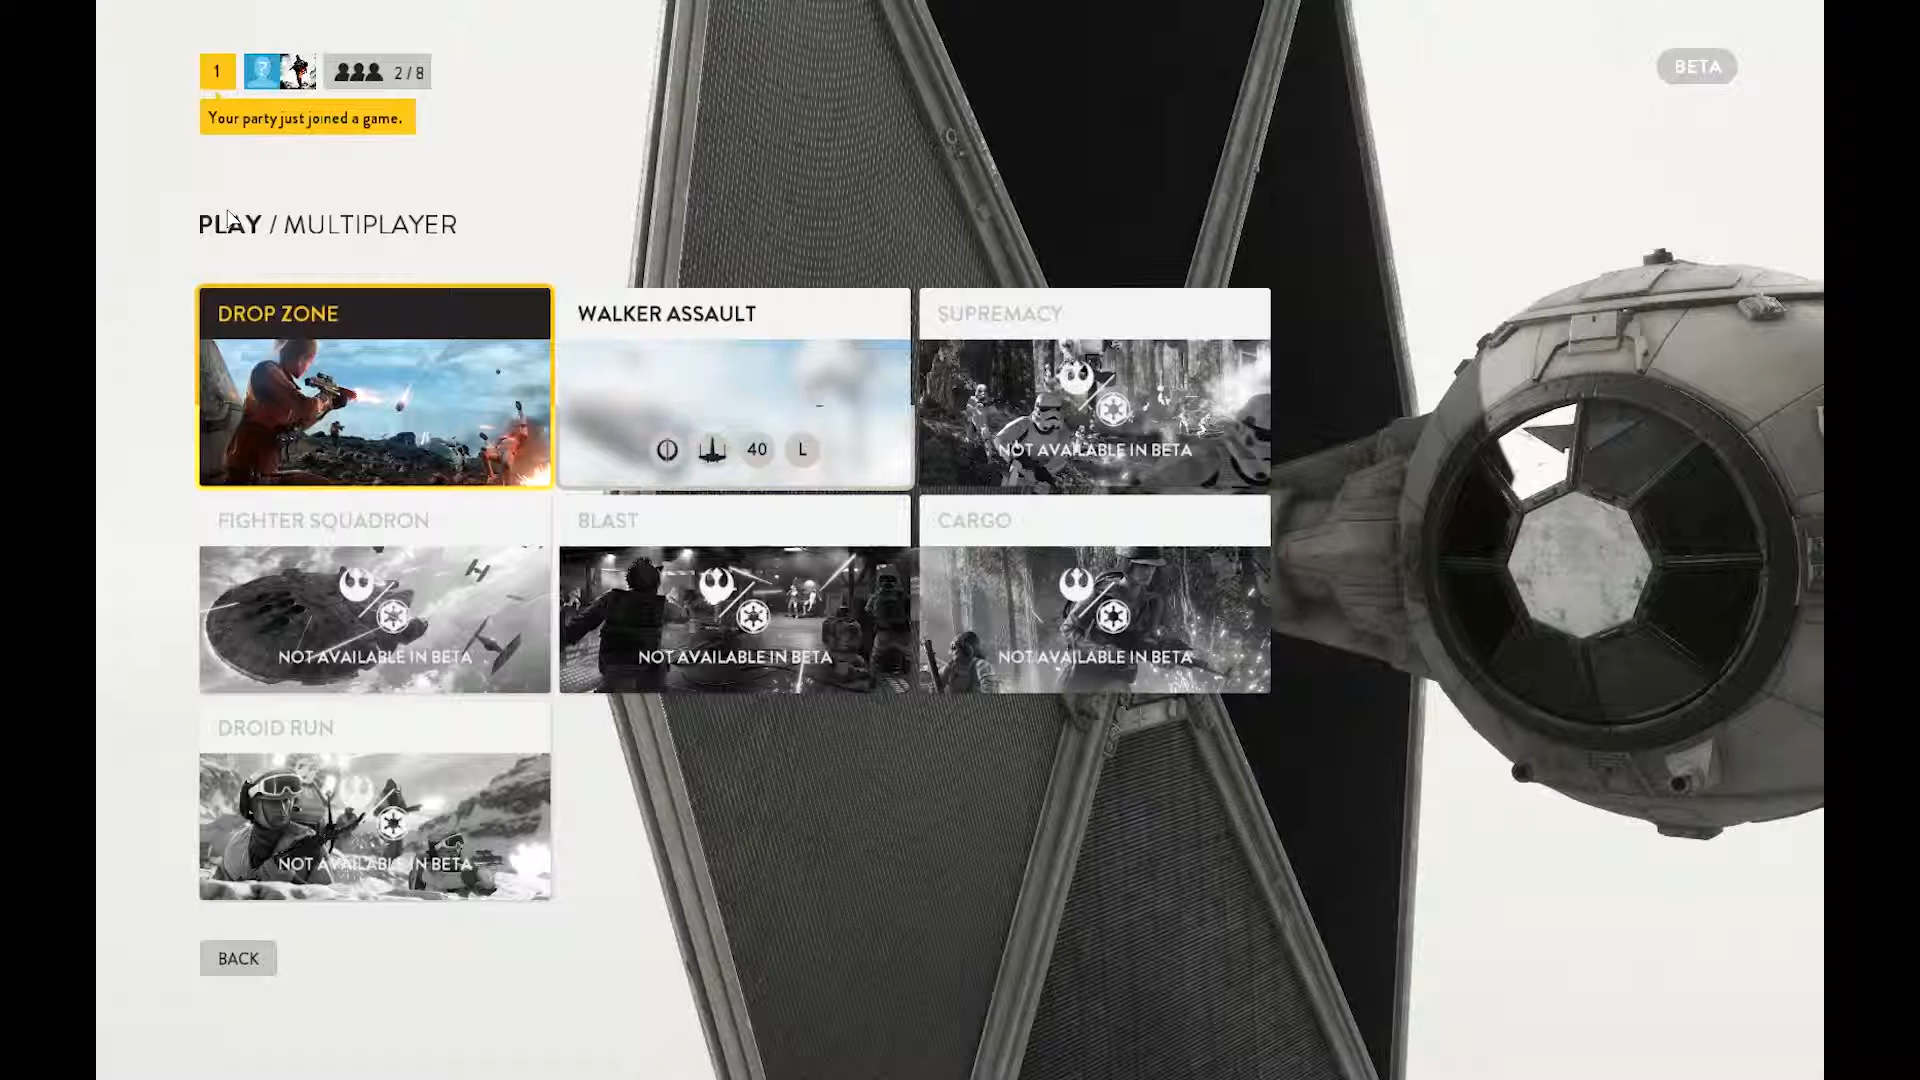 1
2 / 8
BETA
Your party just joined a game.
PLAY / MULTIPLAYER
DROP ZONE
WALKER ASSAULT
SUPREMACY
40
L
NOT AVAILABLE IN BETA
FIGHTER SQUADRON
BLAST
CARGO
NOT AVAILABLE IN BETA
NOT AVAILABLE IN BETA
NOT AVAILABLE IN BETA
DROID RUN
NOT AVAILABLE IN BETA
BACK